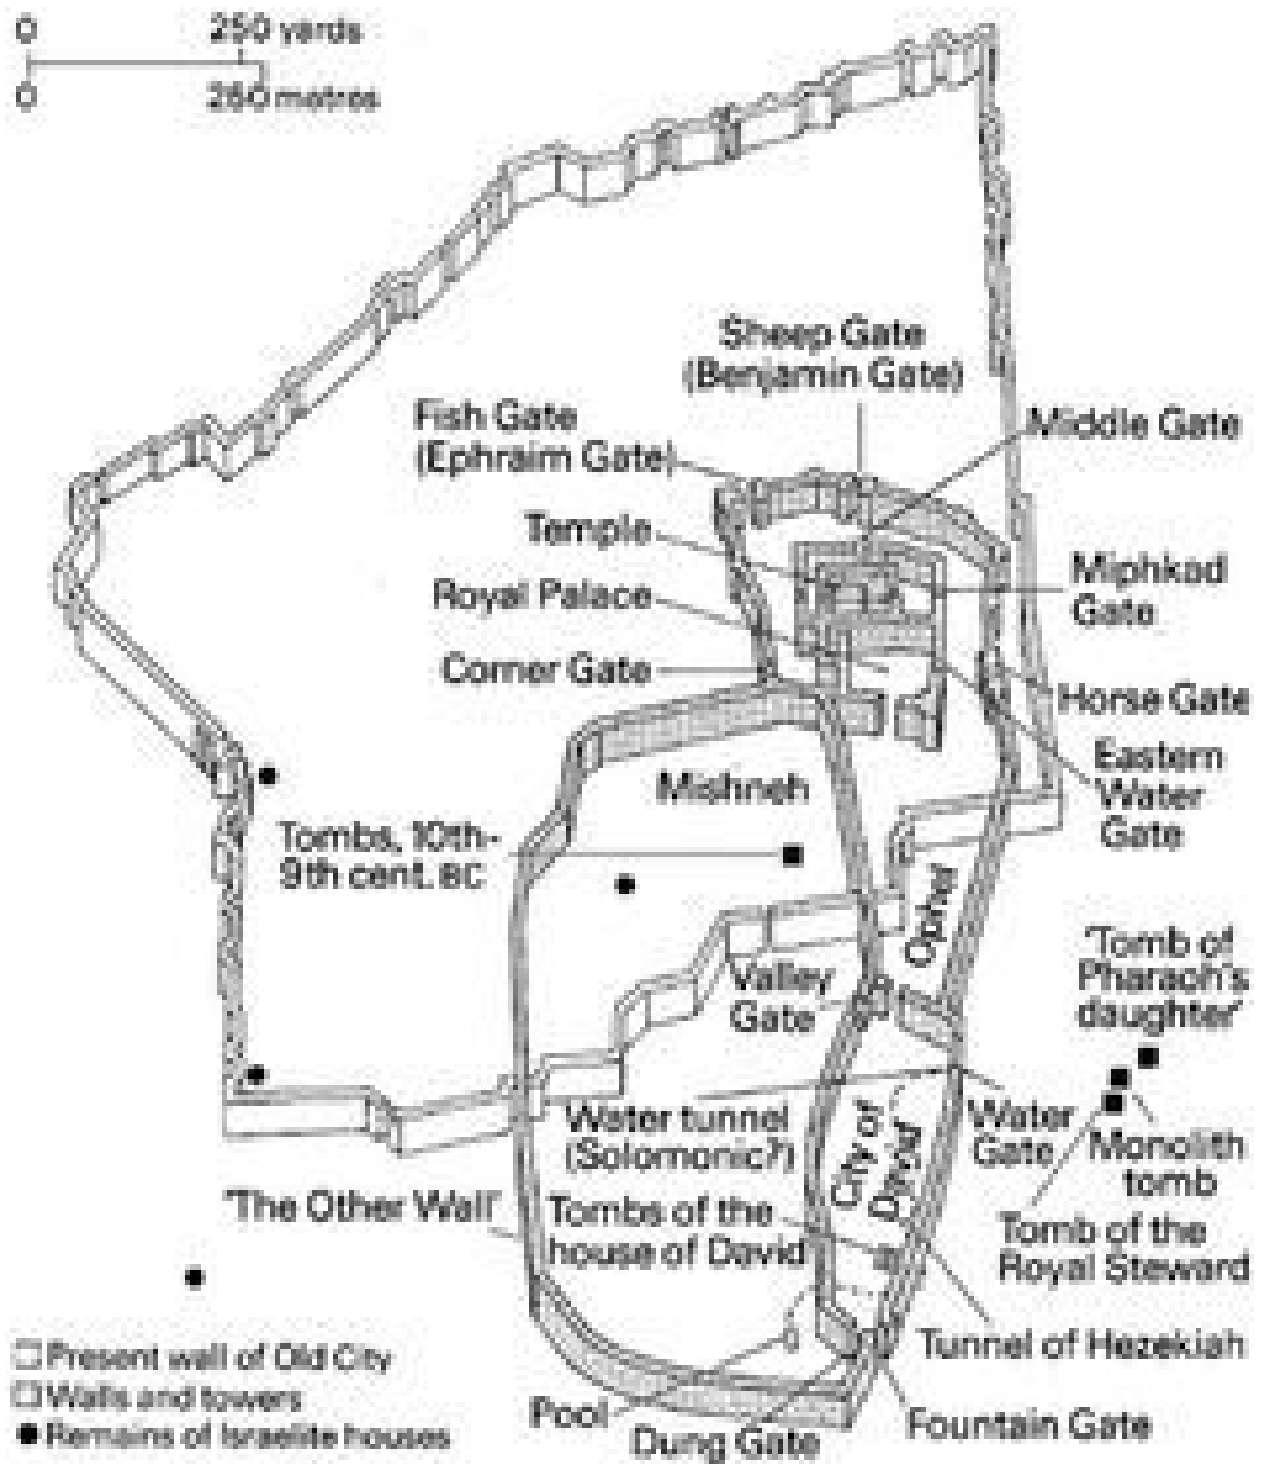 0 250 yards
0 250 metres
Sheep Gate
(Benjamin Gate)
Fish Gate
(Ephraim Gate)
Middle Gate
Temple
Miphkad
Gate
Royal Palace
Corner Gate
Horse Gate
Eastern
Water
Gate
Mishneh
Tombs, 10th-
9th cent. BC
Ophel
'Tomb of
Pharaoh's
daughter'
Valley
Gate
Water tunnel
(Solomonic?)
City of
David
Water
Gate
Monolith
tomb
'The Other Wall'
Tombs of the
house of David
Tomb of the
Royal Steward
Tunnel of Hezekiah
Pool
Dung Gate
Fountain Gate
Present wall of Old City
Walls and towers
Remains of Israelite houses